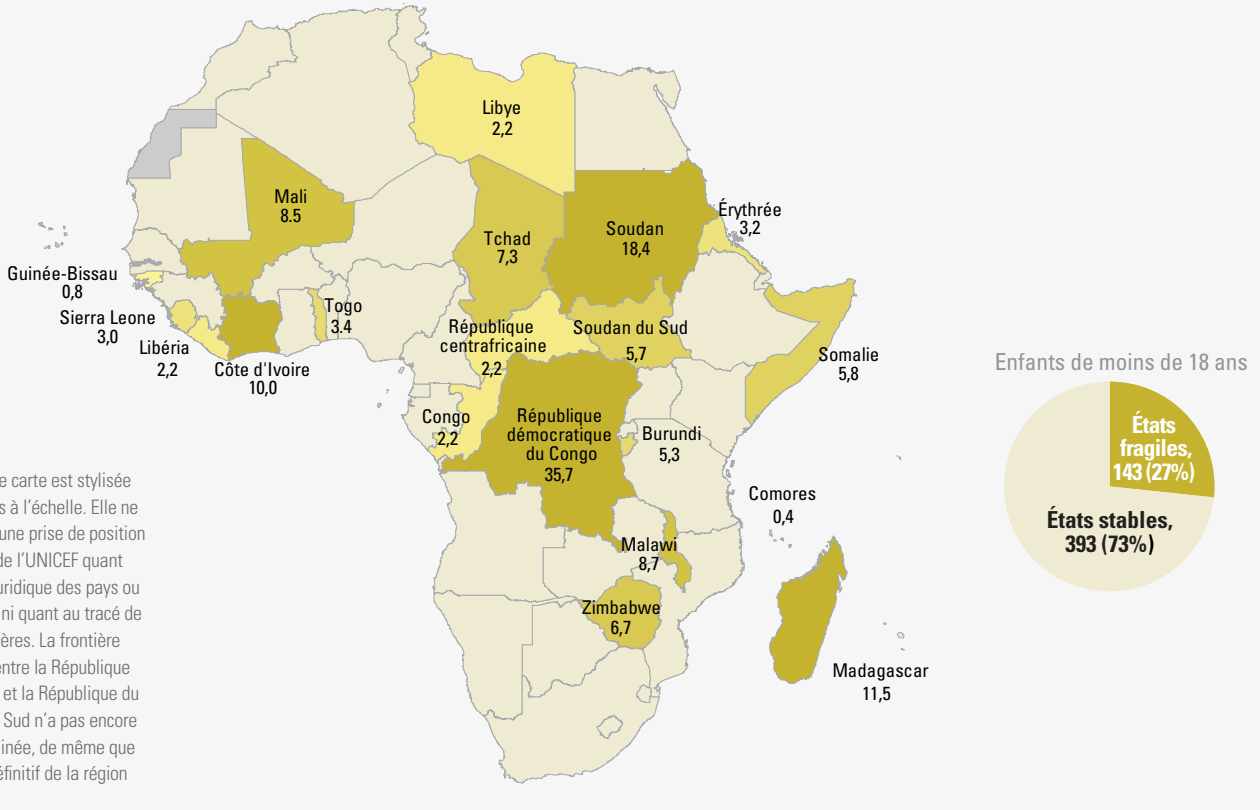 Libye
2,2
Mali
8.5
Tchad
7,3
Soudan
18,4
Érythrée
3,2
Guinée-Bissau
0,8
Sierra Leone
3,0
Libéria
2,2
Côte d'Ivoire
10,0
Togo
3.4
République
centrafricaine
2,2
Soudan du Sud
5,7
Somalie
5,8
Congo
2,2
République
démocratique
du Congo
35,7
Burundi
5,3
Comores
0,4
Malawi
8,7
Zimbabwe
6,7
Madagascar
11,5
Enfants de moins de 18 ans
États
fragiles,
143 (27%)
États stables,
393 (73%)
e carte est stylisée
s à l'échelle. Elle ne
une prise de position
de l'UNICEF quant
uridique des pays ou
ni quant au tracé de
ères. La frontière
entre la République
et la République du
Sud n'a pas encore
inée, de même que
éfinitif de la région